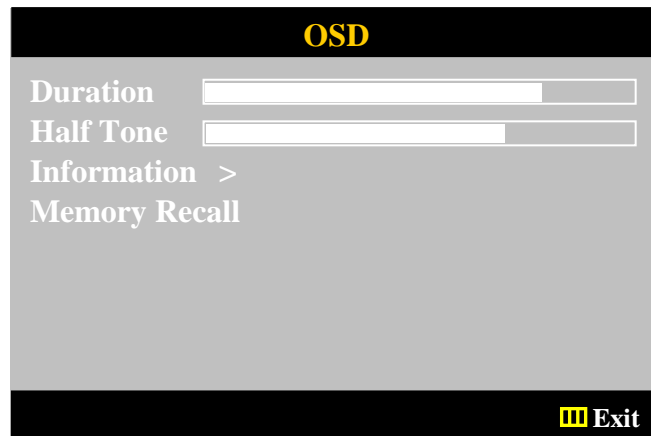 OSD
Duration
Half Tone
Information >
Memory Recall
Exit